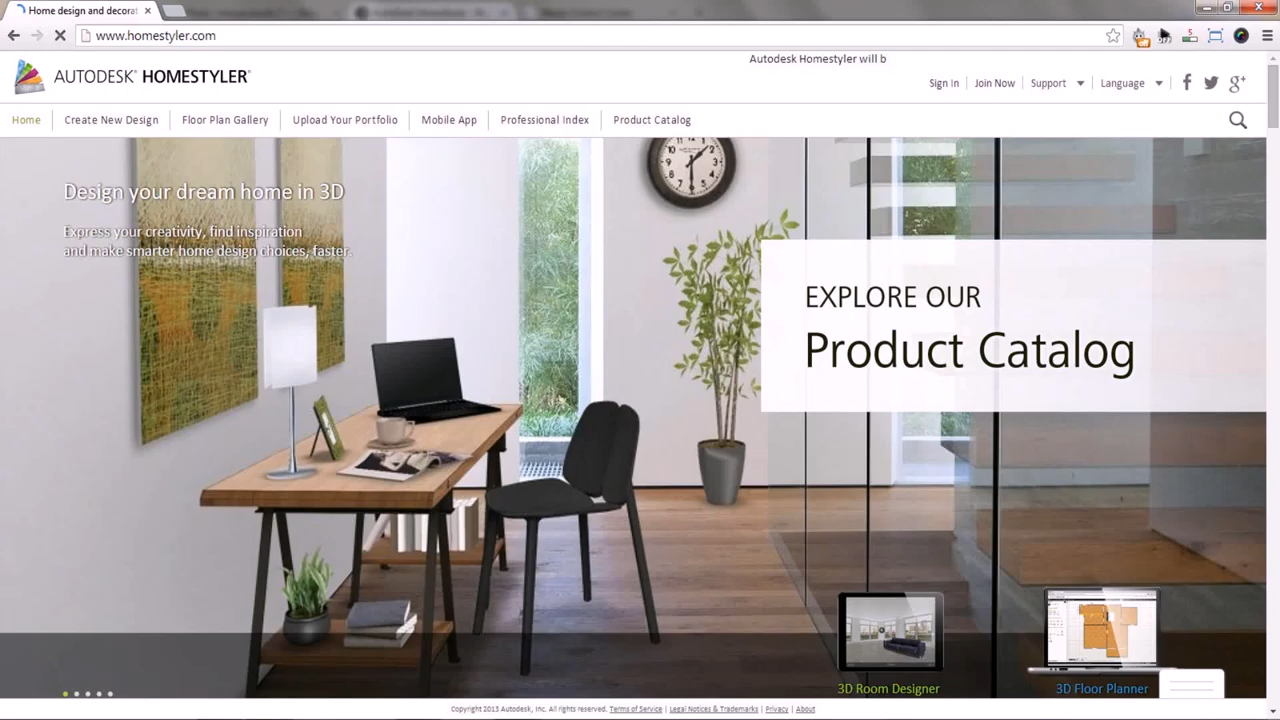 Home design and decorat
www.homestyler.com
Autodesk Homestyler will b
AUTODESK® HOMESTYLER®
Sign In Join Now Support Language
Home Create New Design Floor Plan Gallery Upload Your Portfolio Mobile App Professional Index Product Catalog
Design your dream home in 3D
Express your creativity, find inspiration
and make smarter home design choices, faster.
EXPLORE OUR
Product Catalog
3D Room Designer 3D Floor Planner
Copyright 2013 Autodesk, Inc. All rights reserved. Terms of Service | Legal Notices & Trademarks | Privacy | About